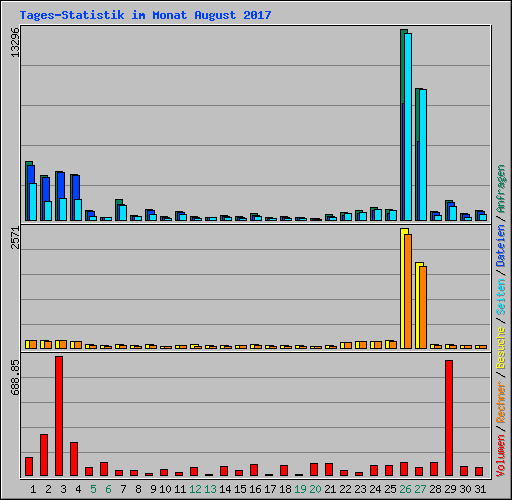 Tages-Statistik im Monat August 2017
13296
2571
688.85
Volumen / Rechner / Besuche / Seiten / Dateien / Anfragen
1 2 3 4 5 6 7 8 9 10 11 12 13 14 15 16 17 18 19 20 21 22 23 24 25 26 27 28 29 30 31